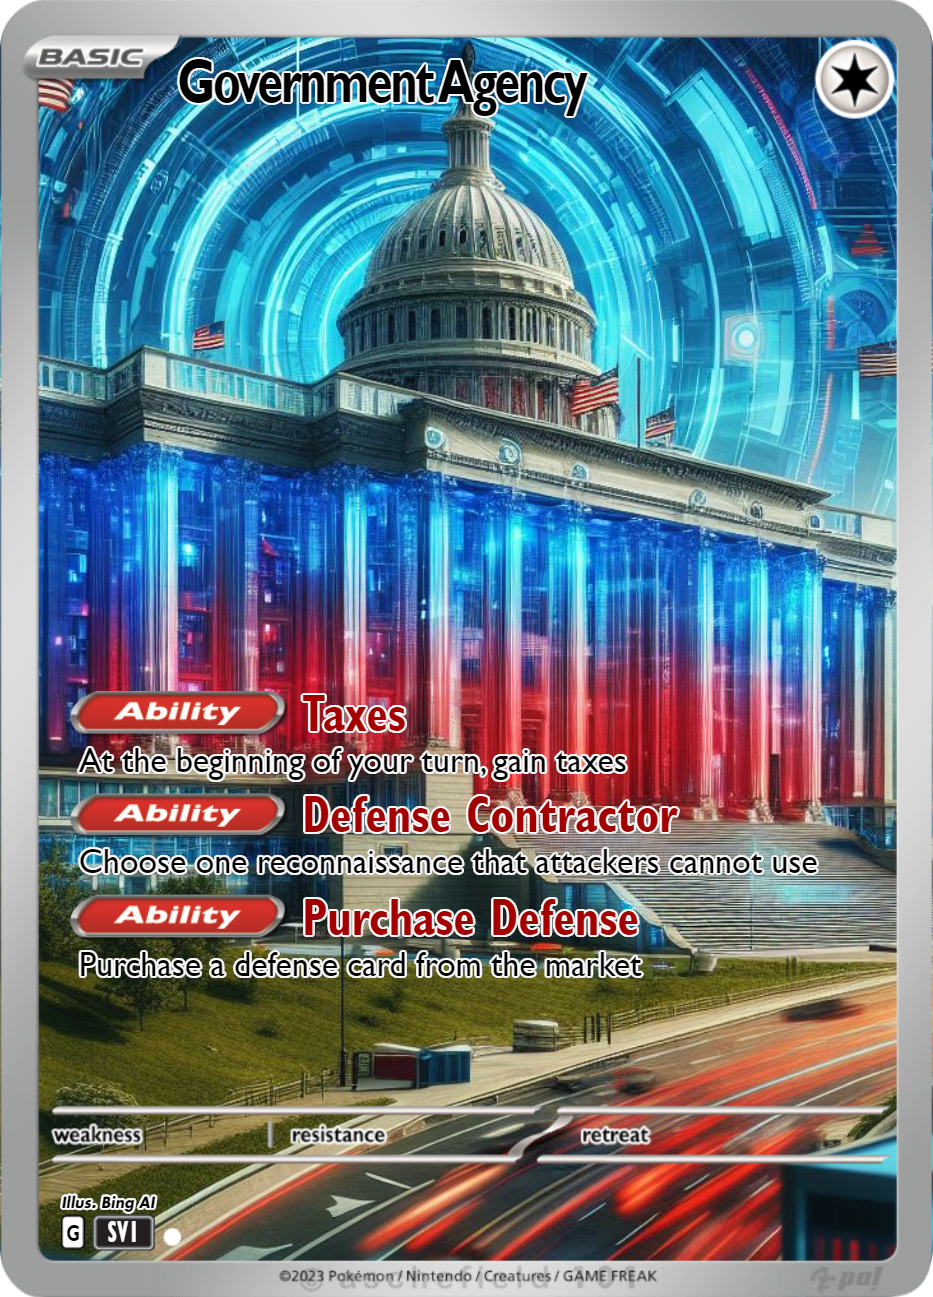 BASIC
Government Agency
Ability Taxes
At the beginning of your turn, gain taxes
Ability Defense Contractor
Choose one reconnaissance that attackers cannot use
Ability Purchase Defense
Purchase a defense card from the market
weakness resistance retreat
Illus. Bing AI
G SVI
©2023 Pokémon / Nintendo / Creatures / GAME FREAK
© aschefield 101